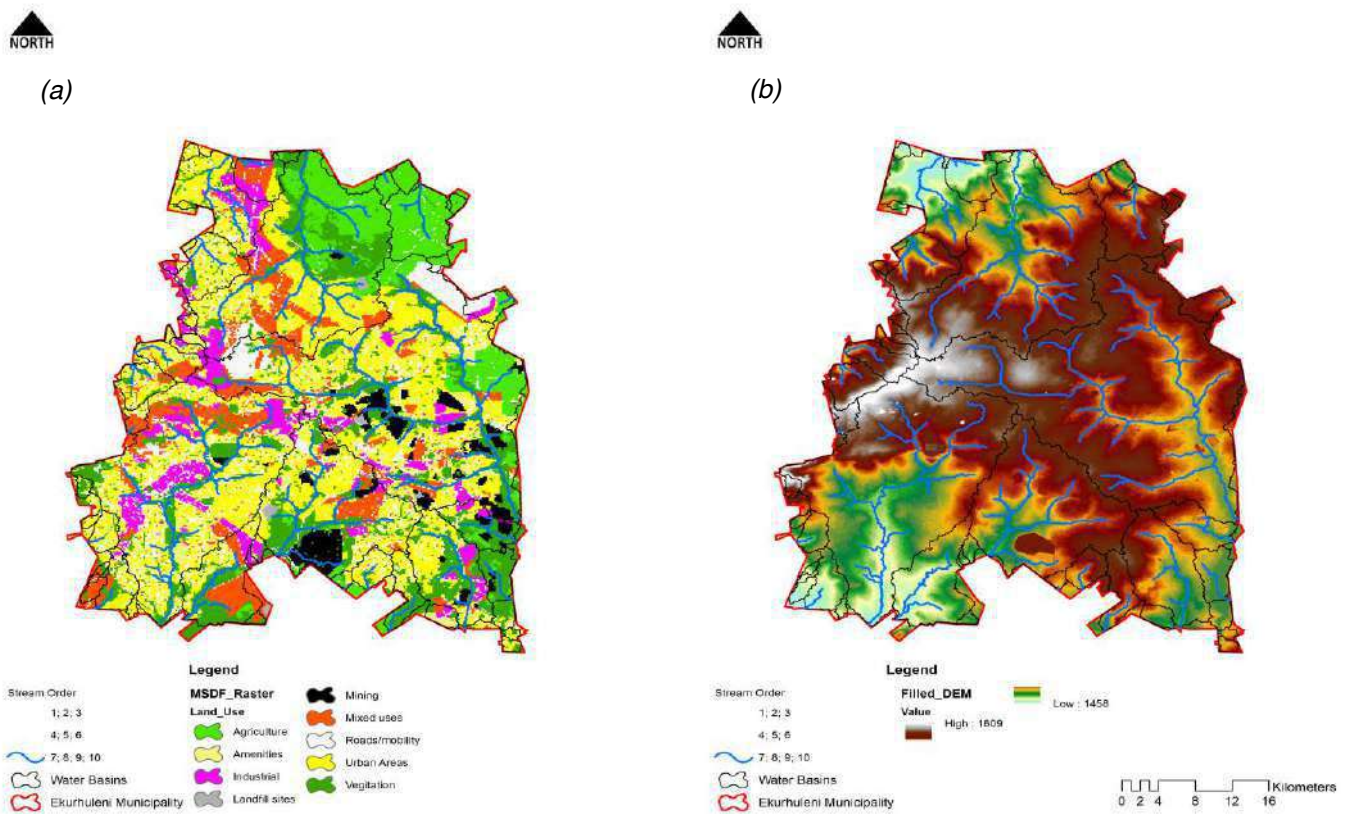 NORTH
(a)
Legend
Stream Order
1; 2; 3
4; 5; 6
7; 8; 9; 10
Water Basins
Ekurhuleni Municipality
MSDF_Raster
Land_Use
Agriculture
Amenities
Industrial
Landfill sites
Mining
Mixed uses
Roads/mobility
Urban Areas
Vegitation
NORTH
(b)
Legend
Stream Order
1; 2; 3
4; 5; 6
7; 8; 9; 10
Water Basins
Ekurhuleni Municipality
Filled_DEM
Value
High : 1809
Low : 1458
Kilometers
0 2 4 8 12 16